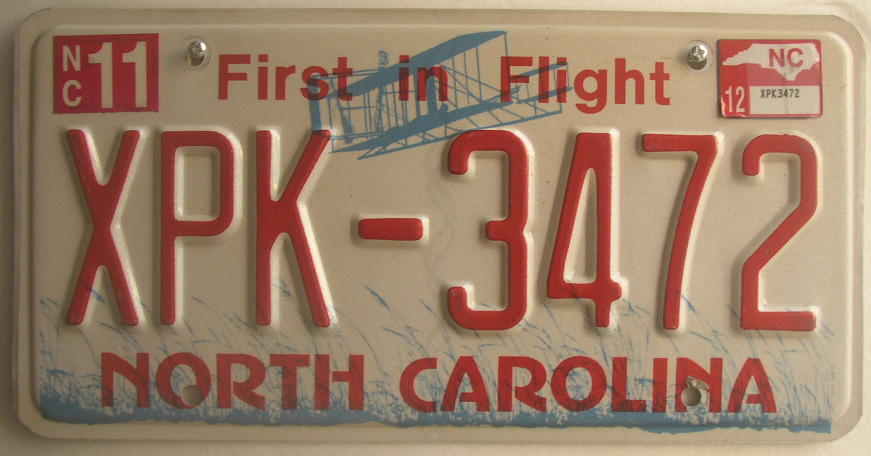 NC 11
First in Flight
NC
12 XPK3472
XPK-3472
NORTH CAROLINA